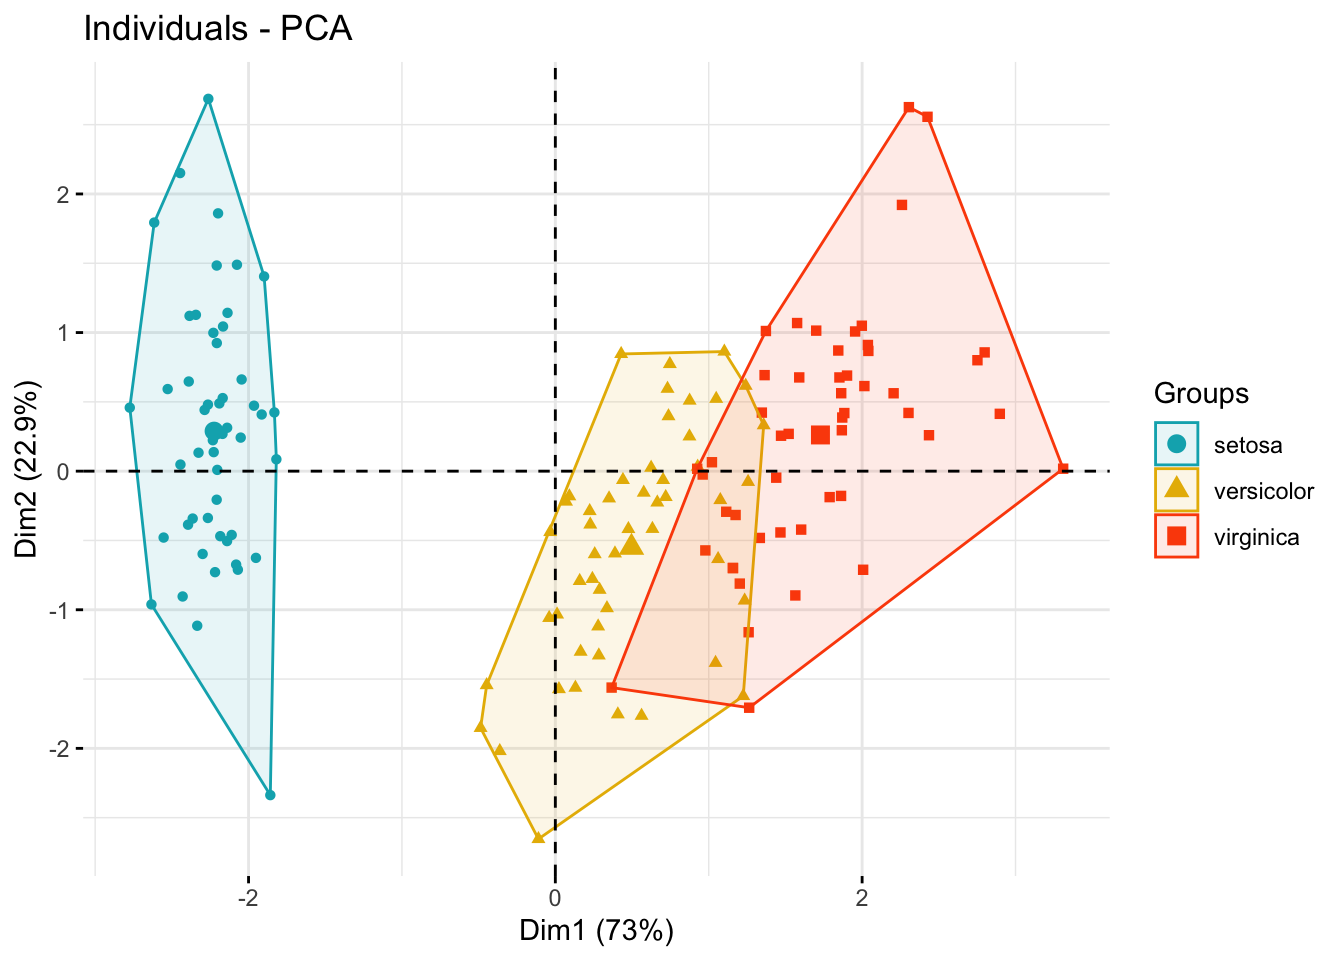 Individuals - PCA
Dim2 (22.9%)
2
1
0
-1
-2
-2
0
2
Dim1 (73%)
Groups
setosa
versicolor
virginica